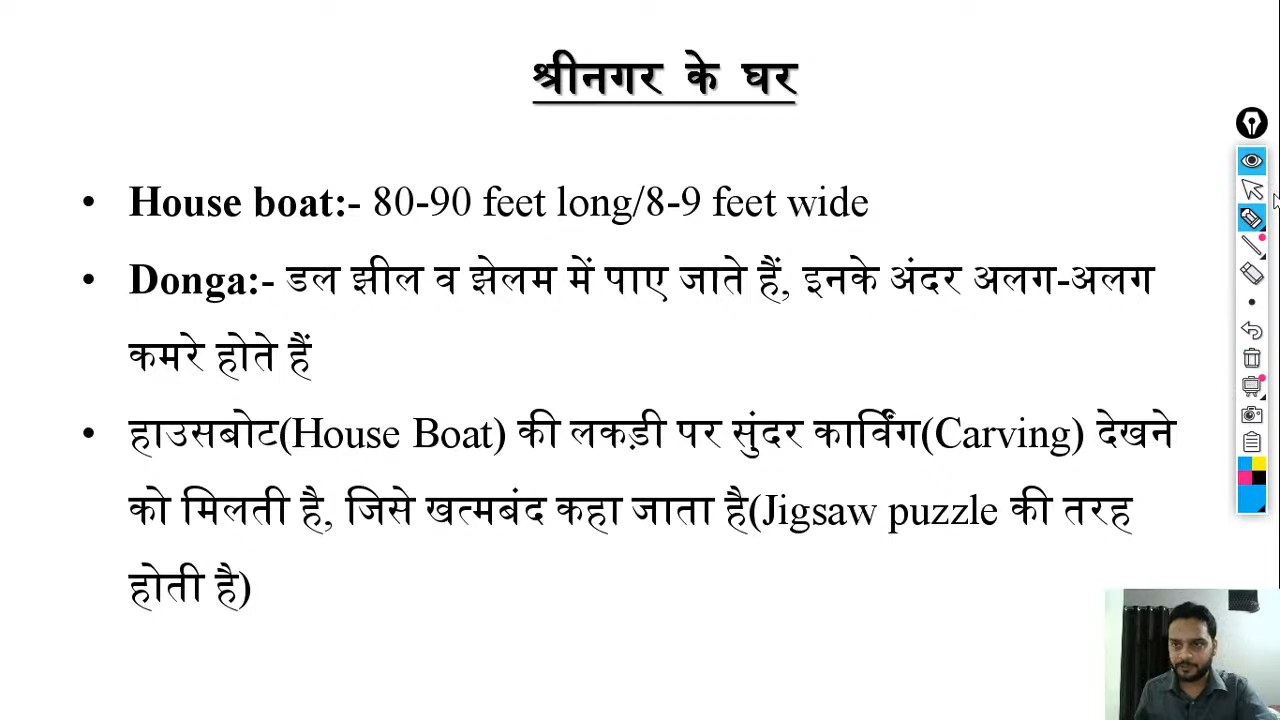 श्रीनगर के घर
• House boat:- 80-90 feet long/8-9 feet wide
• Donga:- डल झील व झेलम में पाए जाते हैं, इनके अंदर अलग-अलग
कमरे होते हैं
• हाउसबोट(House Boat) की लकड़ी पर सुंदर कार्विंग(Carving) देखने
को मिलती है, जिसे खत्मबंद कहा जाता है(Jigsaw puzzle की तरह
होती है)